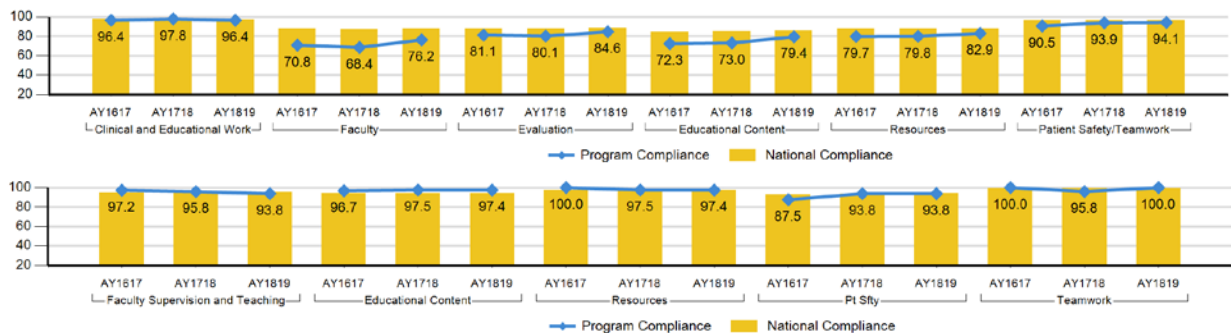 100
80
60
40
20
96.4 97.8 96.4 70.8 68.4 76.2 81.1 80.1 84.6 72.3 73.0 79.4 79.7 79.8 82.9 90.5 93.9 94.1
AY1617 AY1718 AY1819 AY1617 AY1718 AY1819 AY1617 AY1718 AY1819 AY1617 AY1718 AY1819 AY1617 AY1718 AY1819 AY1617 AY1718 AY1819
Clinical and Educational Work Faculty Evaluation Educational Content Resources Patient Safety/Teamwork
Program Compliance National Compliance
100
80
60
40
20
97.2 95.8 93.8 96.7 97.5 97.4 100.0 97.5 97.4 87.5 93.8 93.8 100.0 95.8 100.0
AY1617 AY1718 AY1819 AY1617 AY1718 AY1819 AY1617 AY1718 AY1819 AY1617 AY1718 AY1819 AY1617 AY1718 AY1819
Faculty Supervision and Teaching Educational Content Resources Pt Sfty Teamwork
Program Compliance National Compliance